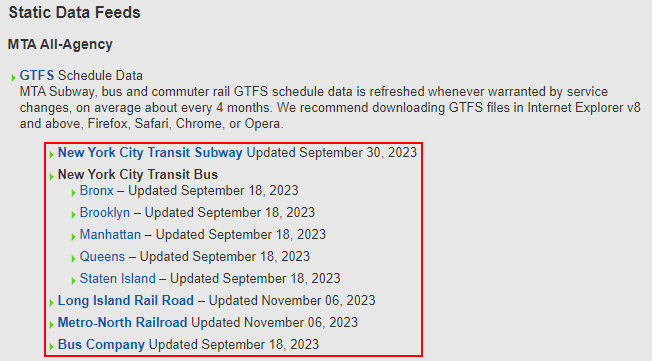 Static Data Feeds
MTA All-Agency
GTFS Schedule Data
MTA Subway, bus and commuter rail GTFS schedule data is refreshed whenever warranted by service
changes, on average about every 4 months. We recommend downloading GTFS files in Internet Explorer v8
and above, Firefox, Safari, Chrome, or Opera.
New York City Transit Subway Updated September 30, 2023
New York City Transit Bus
Bronx – Updated September 18, 2023
Brooklyn – Updated September 18, 2023
Manhattan – Updated September 18, 2023
Queens – Updated September 18, 2023
Staten Island – Updated September 18, 2023
Long Island Rail Road – Updated November 06, 2023
Metro-North Railroad Updated November 06, 2023
Bus Company Updated September 18, 2023